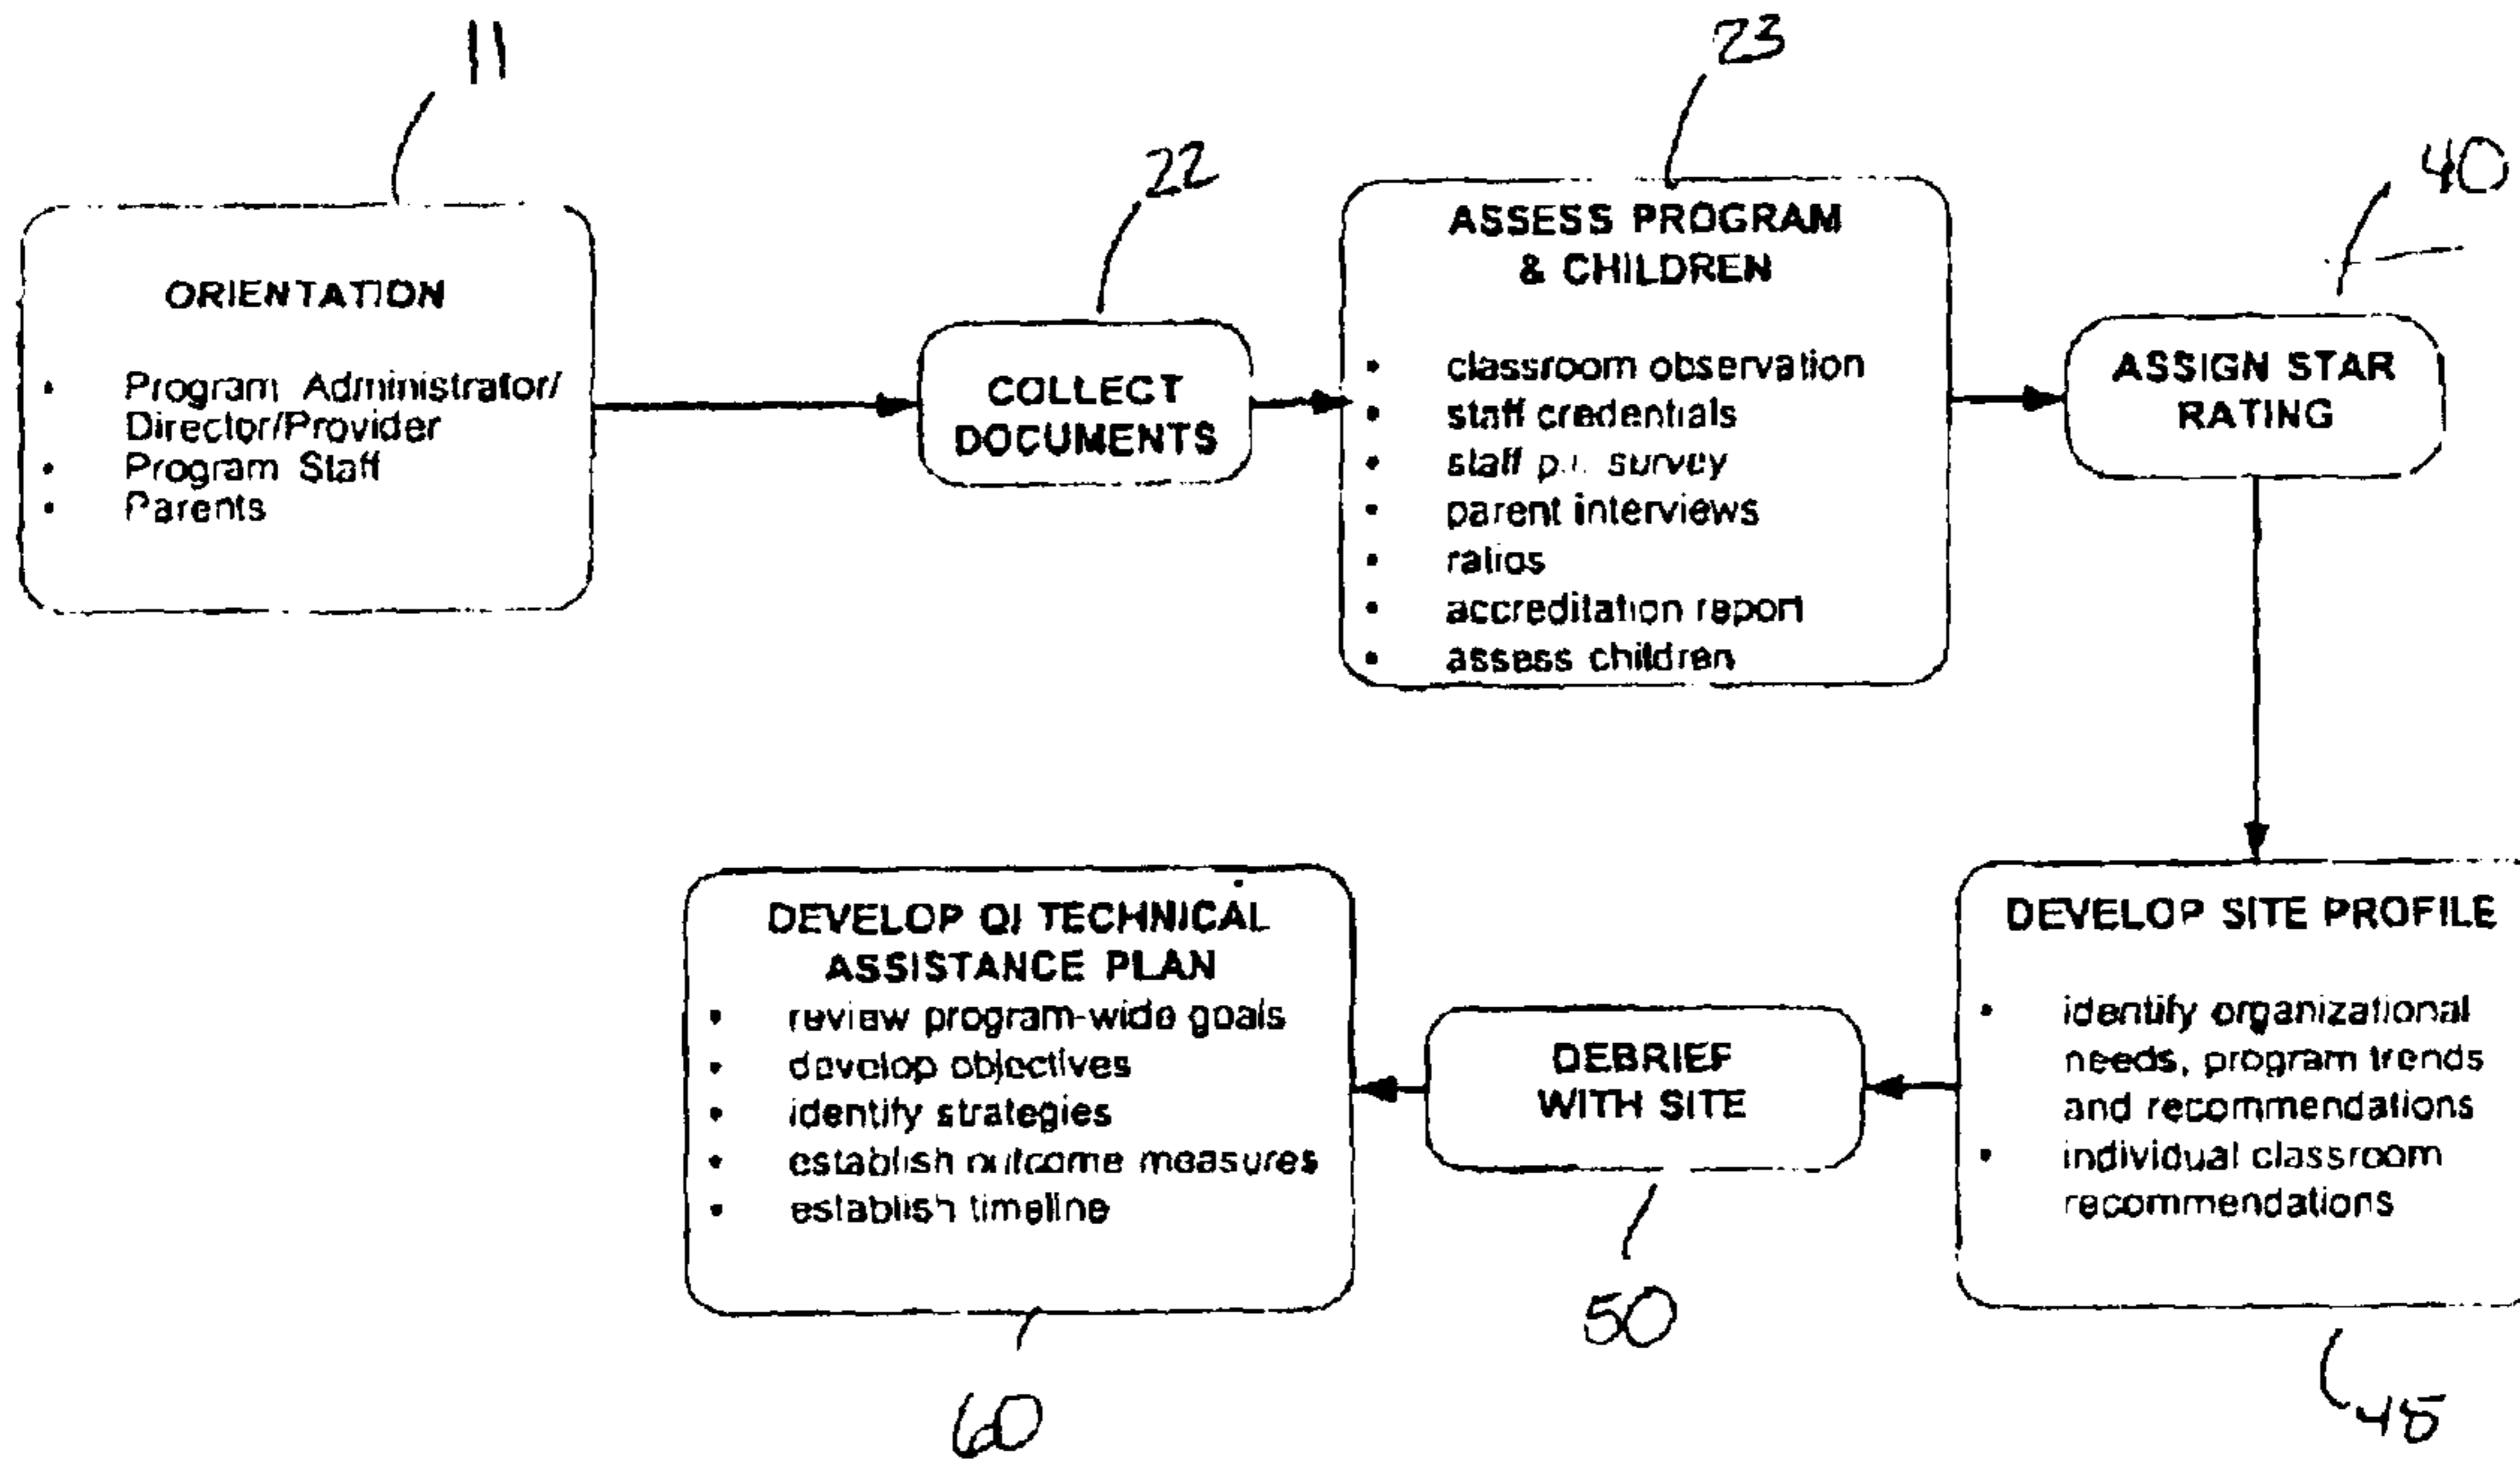 11
22
23
40
ORIENTATION
• Program Administrator/
Director/Provider
• Program Staff
• Parents
COLLECT
DOCUMENTS
ASSESS PROGRAM
& CHILDREN
• classroom observation
• staff credentials
• staff survey
• parent interviews
• ratios
• accreditation report
• assess children
ASSIGN STAR
RATING
DEVELOP SITE PROFILE
• identify organizational
needs, program trends
and recommendations
• individual classroom
recommendations
DEBRIEF
WITH SITE
DEVELOP QI TECHNICAL
ASSISTANCE PLAN
• review program-wide goals
• develop objectives
• identify strategies
• establish outcome measures
• establish timeline
60
50